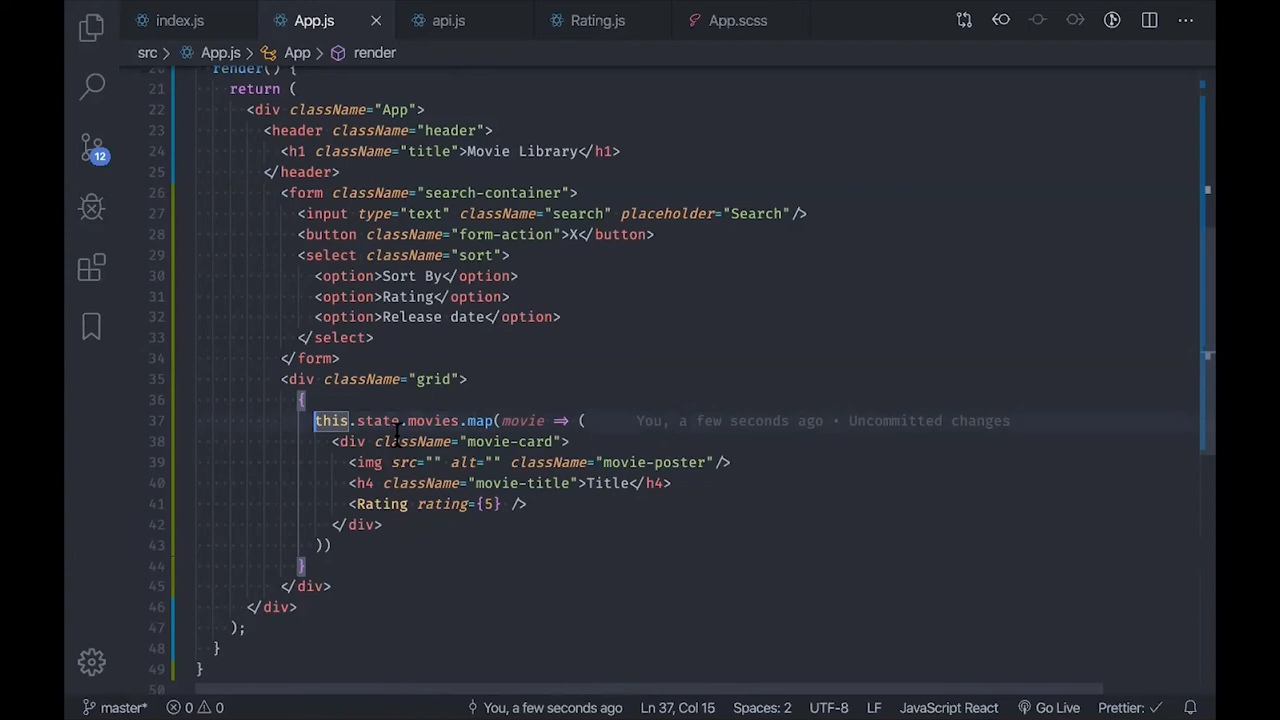 index.js App.js api.js Rating.js App.scss
src App.js App render
20 render() {
21 return (
22 <div className="App">
23 <header className="header">
24 <h1 className="title">Movie Library</h1>
25 </header>
26 <form className="search-container">
27 <input type="text" className="search" placeholder="Search"/>
28 <button className="form-action">X</button>
29 <select className="sort">
30 <option>Sort By</option>
31 <option>Rating</option>
32 <option>Release date</option>
33 </select>
34 </form>
35 <div className="grid">
36 {
37 this.state.movies.map(movie => ( You, a few seconds ago • Uncommitted changes
38 <div className="movie-card">
39 <img src="" alt="" className="movie-poster"/>
40 <h4 className="movie-title">Title</h4>
41 <Rating rating={5} />
42 </div>
43 ))
44 }
45 </div>
46 </div>
47 );
48 }
49 }
50
12
master* 0 0 You, a few seconds ago Ln 37, Col 15 Spaces: 2 UTF-8 LF JavaScript React Go Live Prettier: ✓